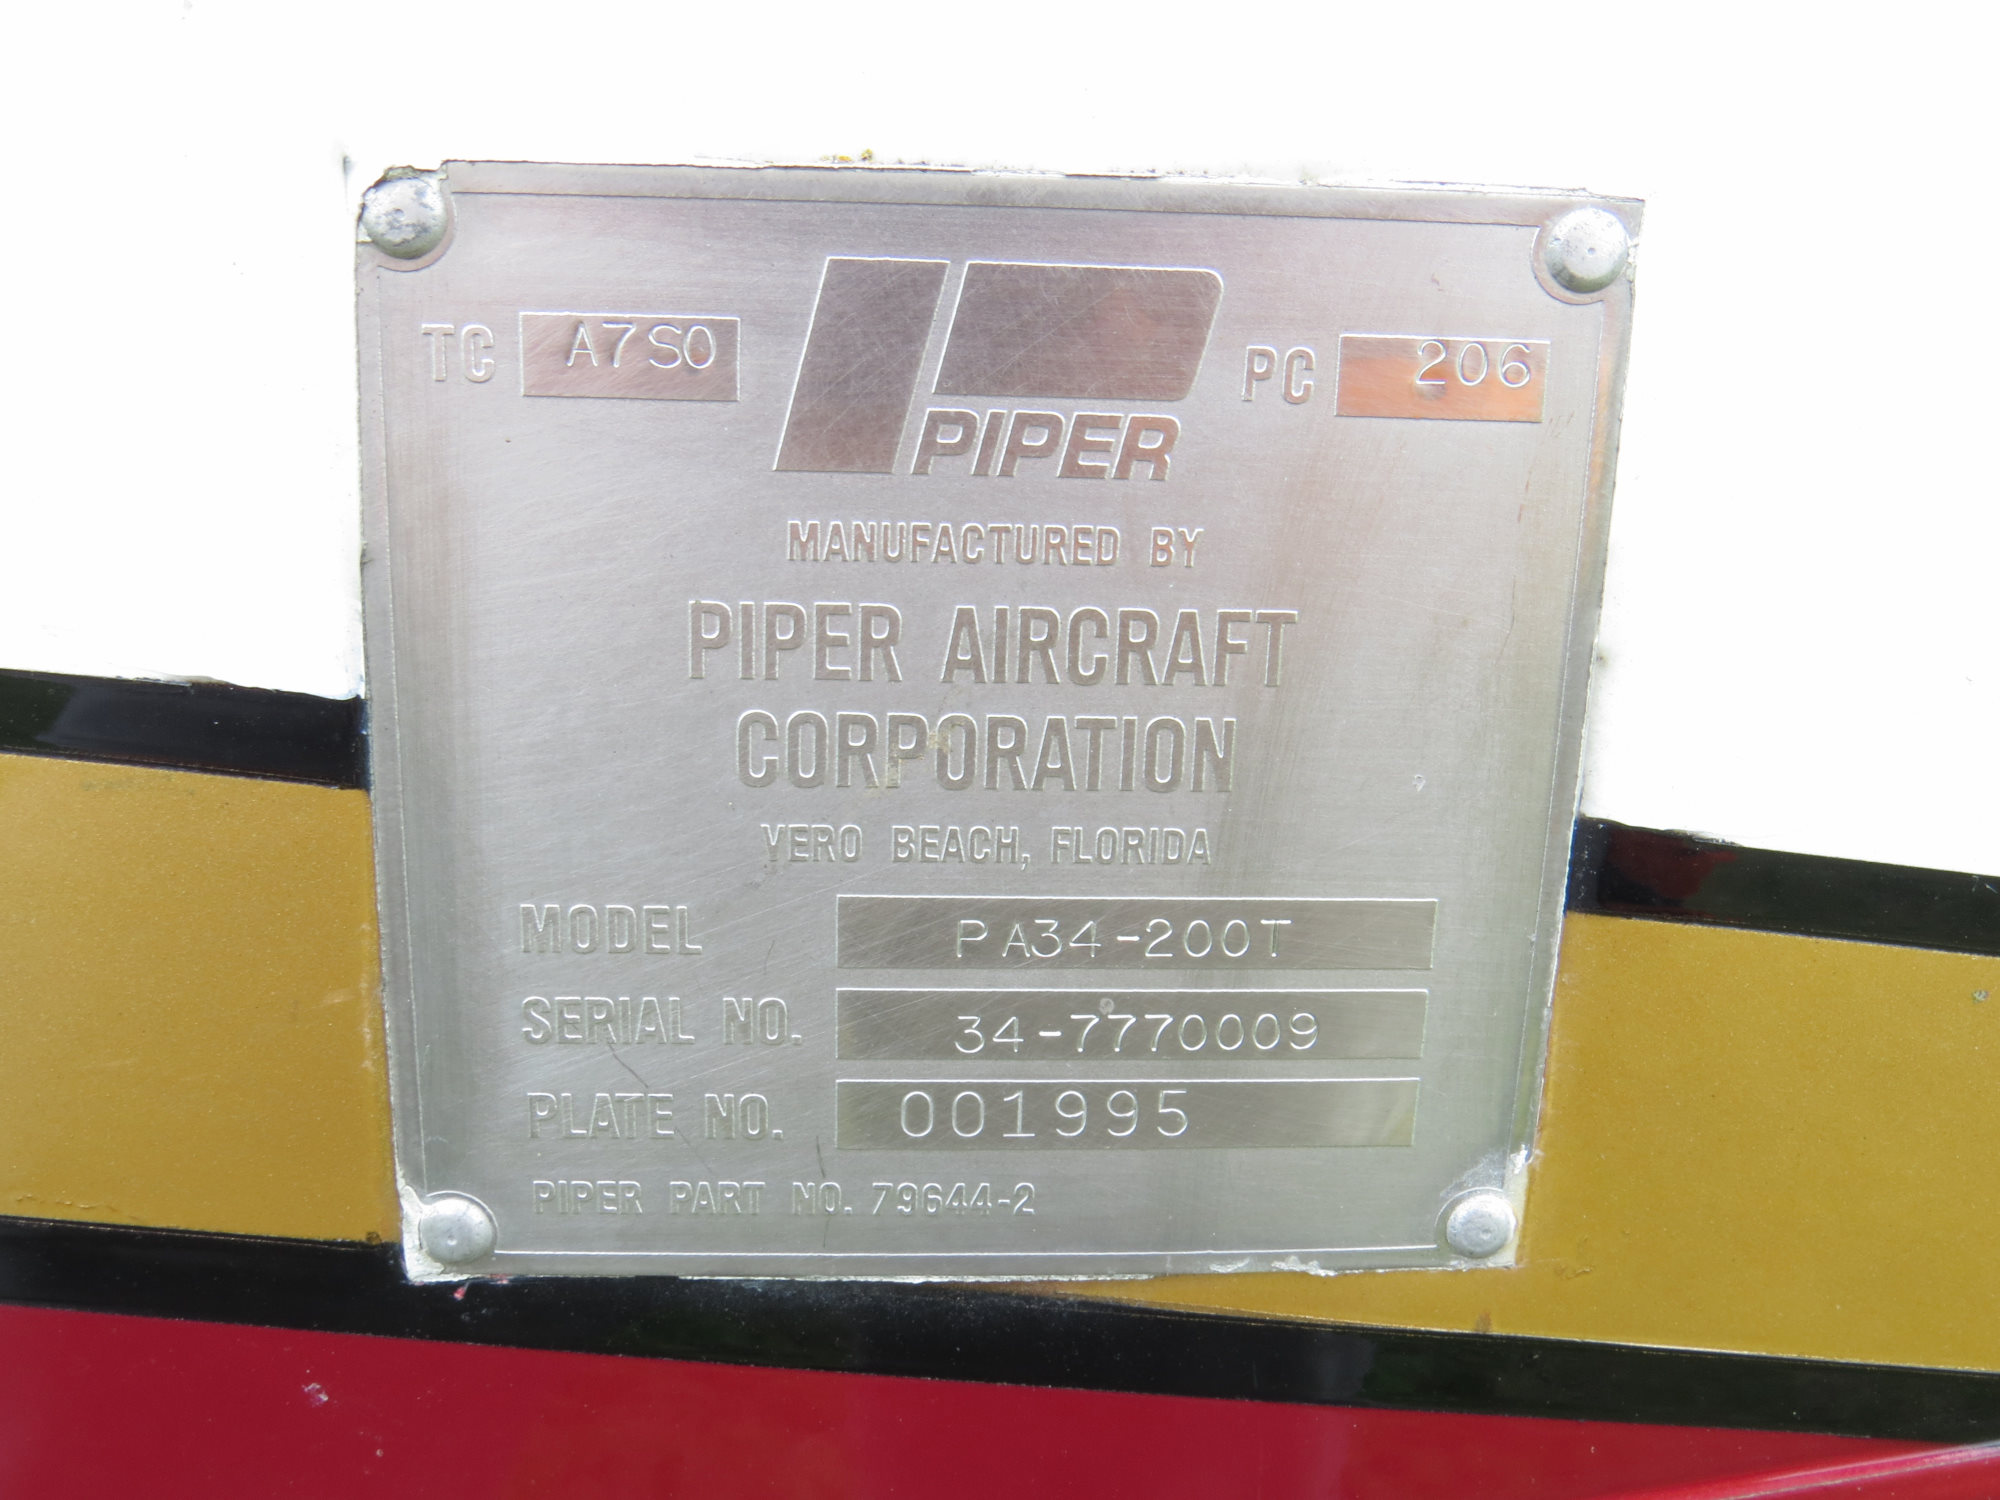 TC A7SO PC 206
PIPER
MANUFACTURED BY
PIPER AIRCRAFT
CORPORATION
VERO BEACH, FLORIDA
MODEL PA34-200T
SERIAL NO. 34-7770009
PLATE NO. 001995
PIPER PART NO. 79644-2